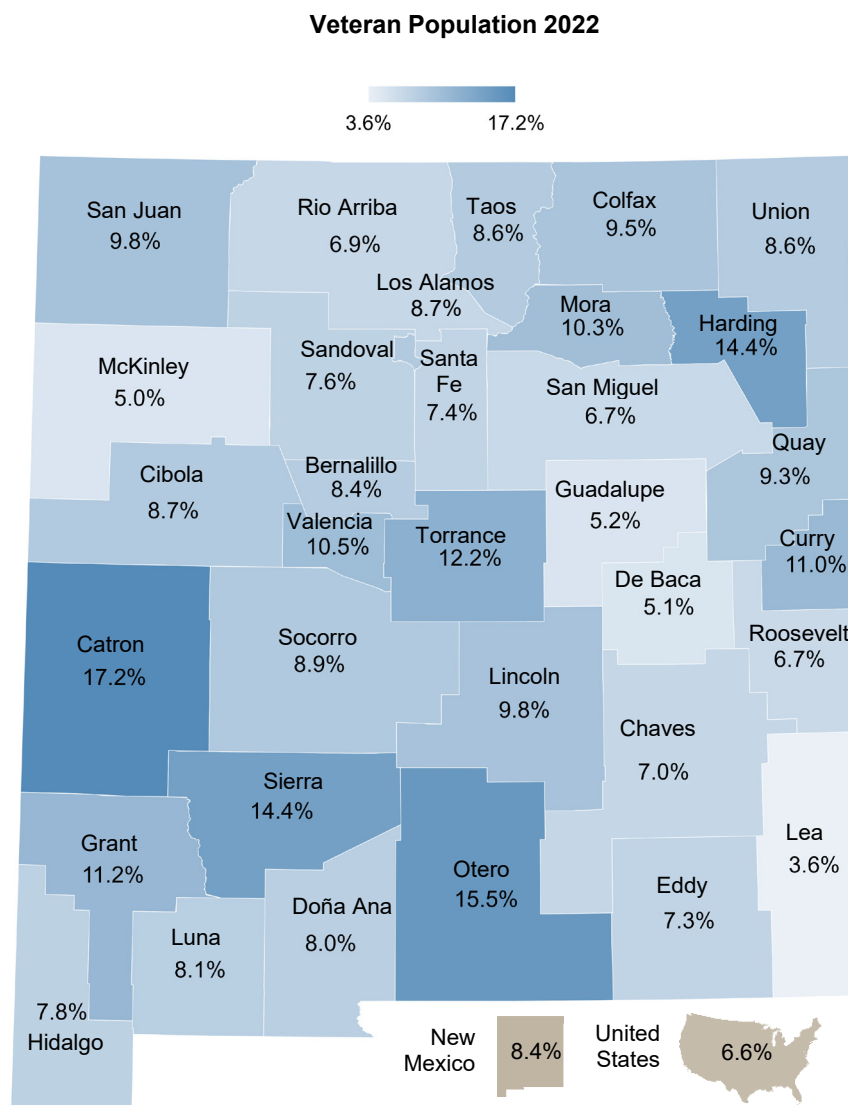 Veteran Population 2022
3.6%
17.2%
San Juan
9.8%
Rio Arriba
6.9%
Taos
8.6%
Colfax
9.5%
Union
8.6%
Los Alamos
8.7%
Mora
10.3%
Harding
14.4%
McKinley
5.0%
Sandoval
7.6%
Santa
Fe
7.4%
San Miguel
6.7%
Quay
9.3%
Cibola
8.7%
Bernalillo
8.4%
Guadalupe
5.2%
Valencia
10.5%
Torrance
12.2%
Curry
11.0%
De Baca
5.1%
Catron
17.2%
Socorro
8.9%
Roosevelt
6.7%
Lincoln
9.8%
Chaves
7.0%
Sierra
14.4%
Lea
3.6%
Grant
11.2%
Otero
15.5%
Eddy
7.3%
Doña Ana
8.0%
Luna
8.1%
7.8%
Hidalgo
New
Mexico
8.4%
United
States
6.6%